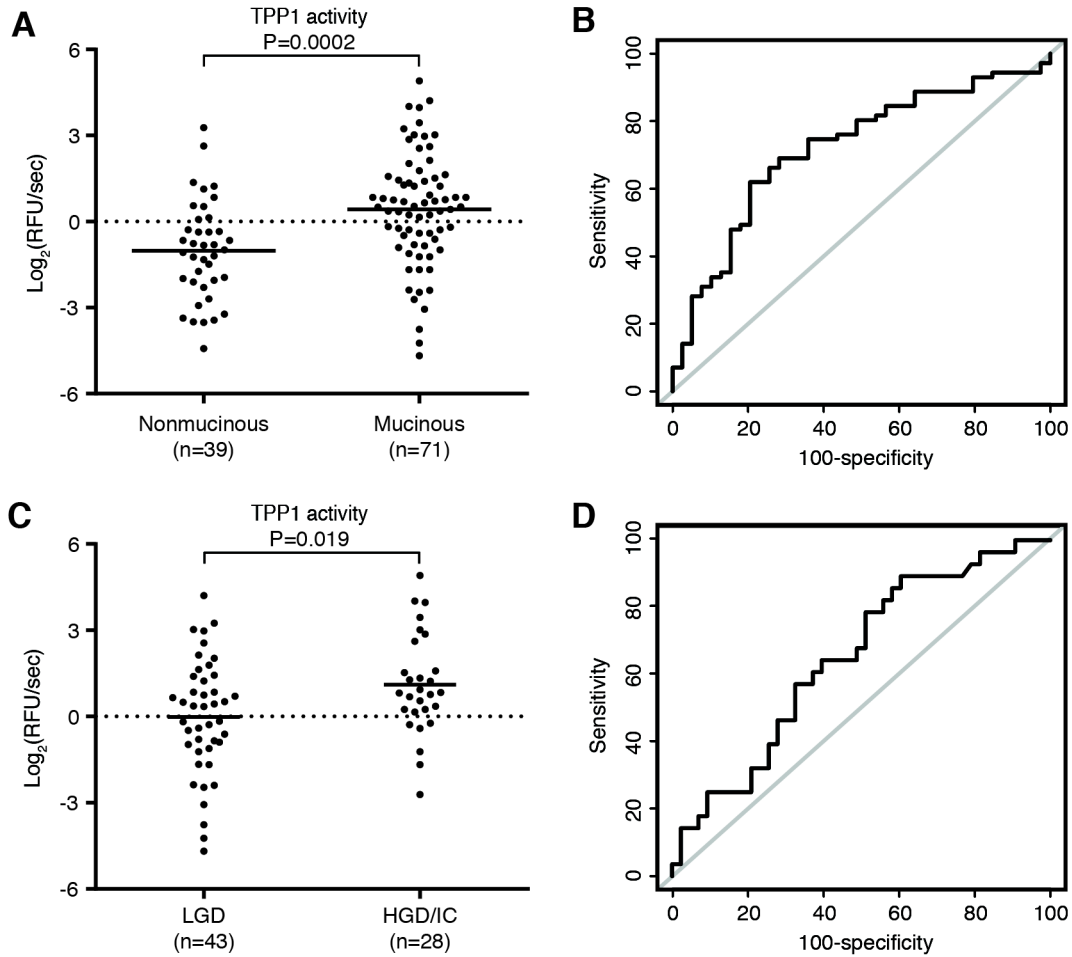 A
TPP1 activity
P=0.0002
Log2(RFU/sec)
6
3
0
-3
-6
Nonmucinous
(n=39)
Mucinous
(n=71)
B
Sensitivity
100
80
60
40
20
0
0 20 40 60 80 100
100-specificity
C
TPP1 activity
P=0.019
Log2(RFU/sec)
6
3
0
-3
-6
LGD
(n=43)
HGD/IC
(n=28)
D
Sensitivity
100
80
60
40
20
0
0 20 40 60 80 100
100-specificity